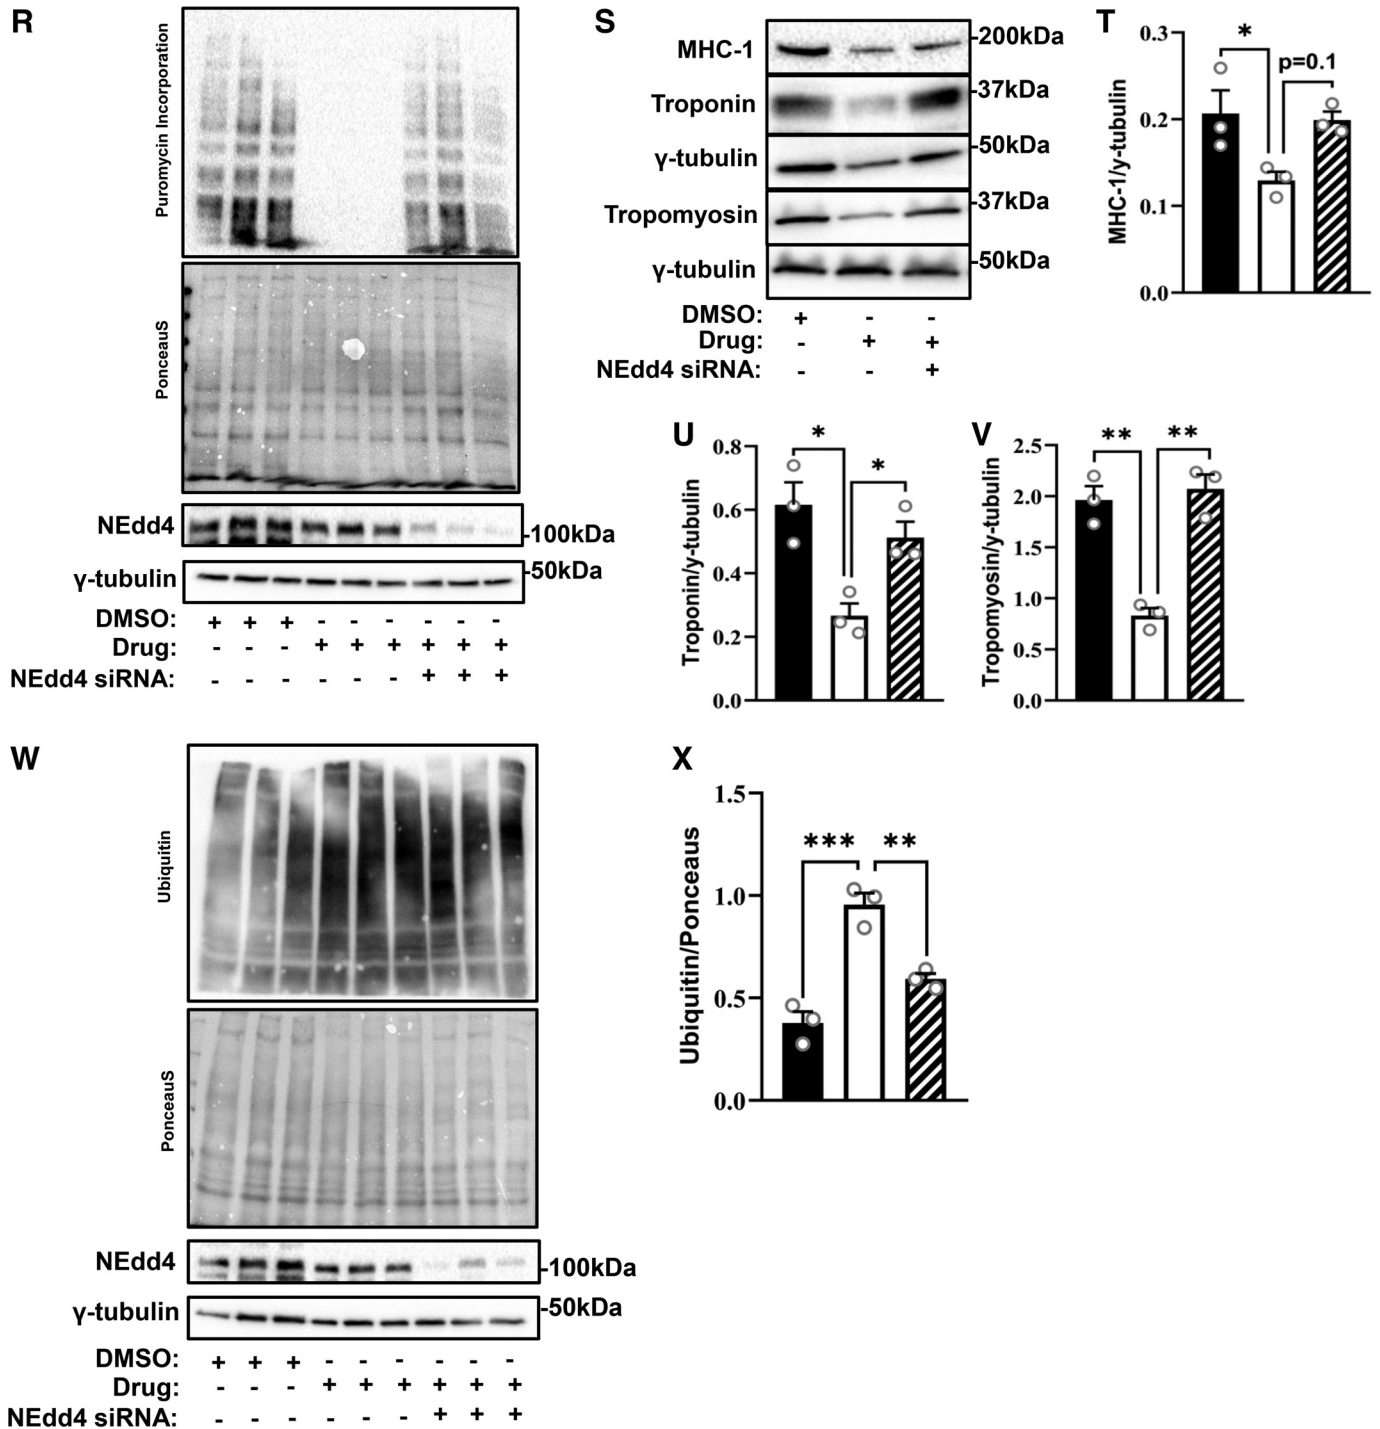 R
Puromycin Incorporation
PonceauS
NEdd4
-100kDa
γ-tubulin
-50kDa
DMSO: + + + - - - - - -
Drug: - - - + + + + + +
NEdd4 siRNA: - - - - - - + + +
S
MHC-1
-200kDa
Troponin
-37kDa
γ-tubulin
-50kDa
Tropomyosin
-37kDa
γ-tubulin
-50kDa
DMSO: + - -
Drug: - + +
NEdd4 siRNA: - - +
T
MHC-1/y-tubulin
0.3
0.2
0.1
0.0
*
p=0.1
U
Troponin/y-tubulin
0.8
0.6
0.4
0.2
0.0
*
*
V
Tropomyosin/y-tubulin
2.5
2.0
1.5
1.0
0.5
0.0
**
**
W
Ubiquitin
PonceauS
NEdd4
-100kDa
γ-tubulin
-50kDa
DMSO: + + + - - - - - -
Drug: - - - + + + + + +
NEdd4 siRNA: - - - - - - + + +
X
Ubiquitin/Ponceaus
1.5
1.0
0.5
0.0
***
**